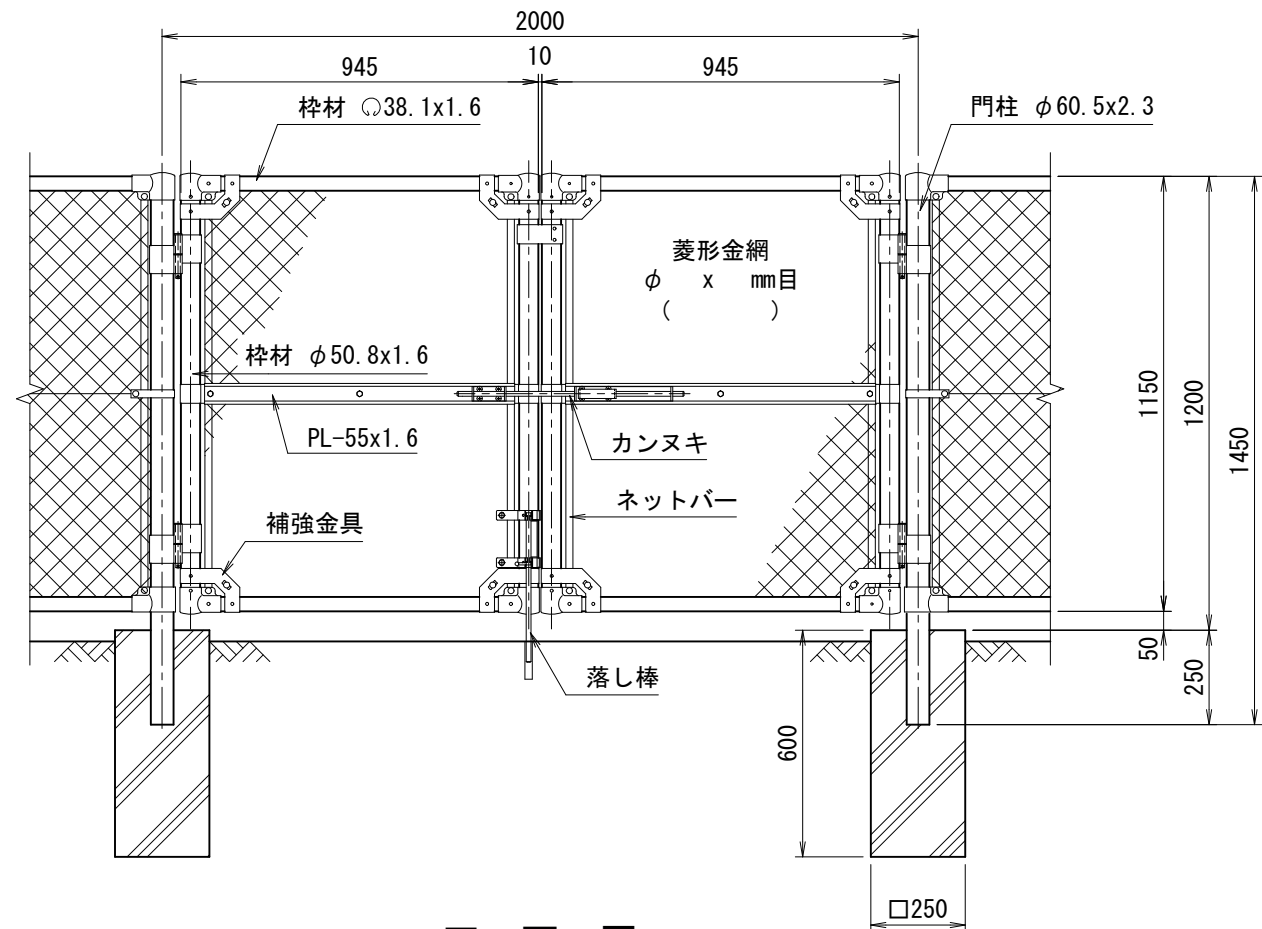 2000
945
10
945
枠材 38.1x1.6
門柱 φ60.5x2.3
菱形金網
φ x mm目
( )
枠材 φ50.8x1.6
PL-55x1.6
カンヌキ
ネットバー
補強金具
落し棒
1150
1200
1450
50
250
600
□250